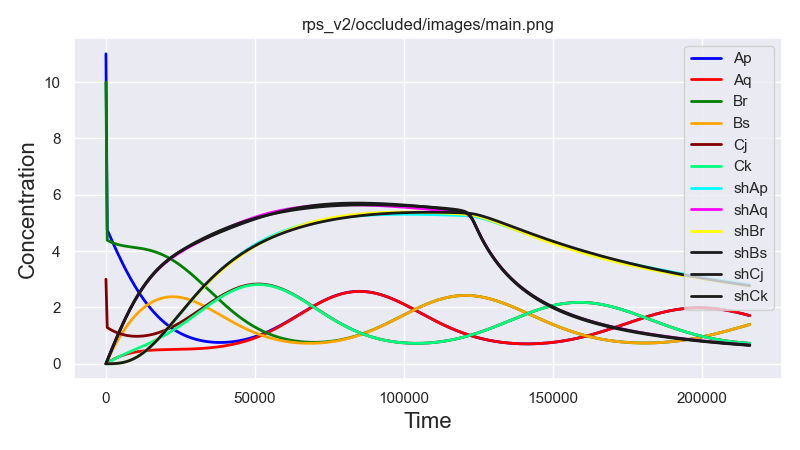 rps_v2/occluded/images/main.png
Concentration
10
8
6
4
2
0
0
50000
100000
150000
200000
Time
Ap
Aq
Br
Bs
Cj
Ck
shAp
shAq
shBr
shBs
shCj
shCk